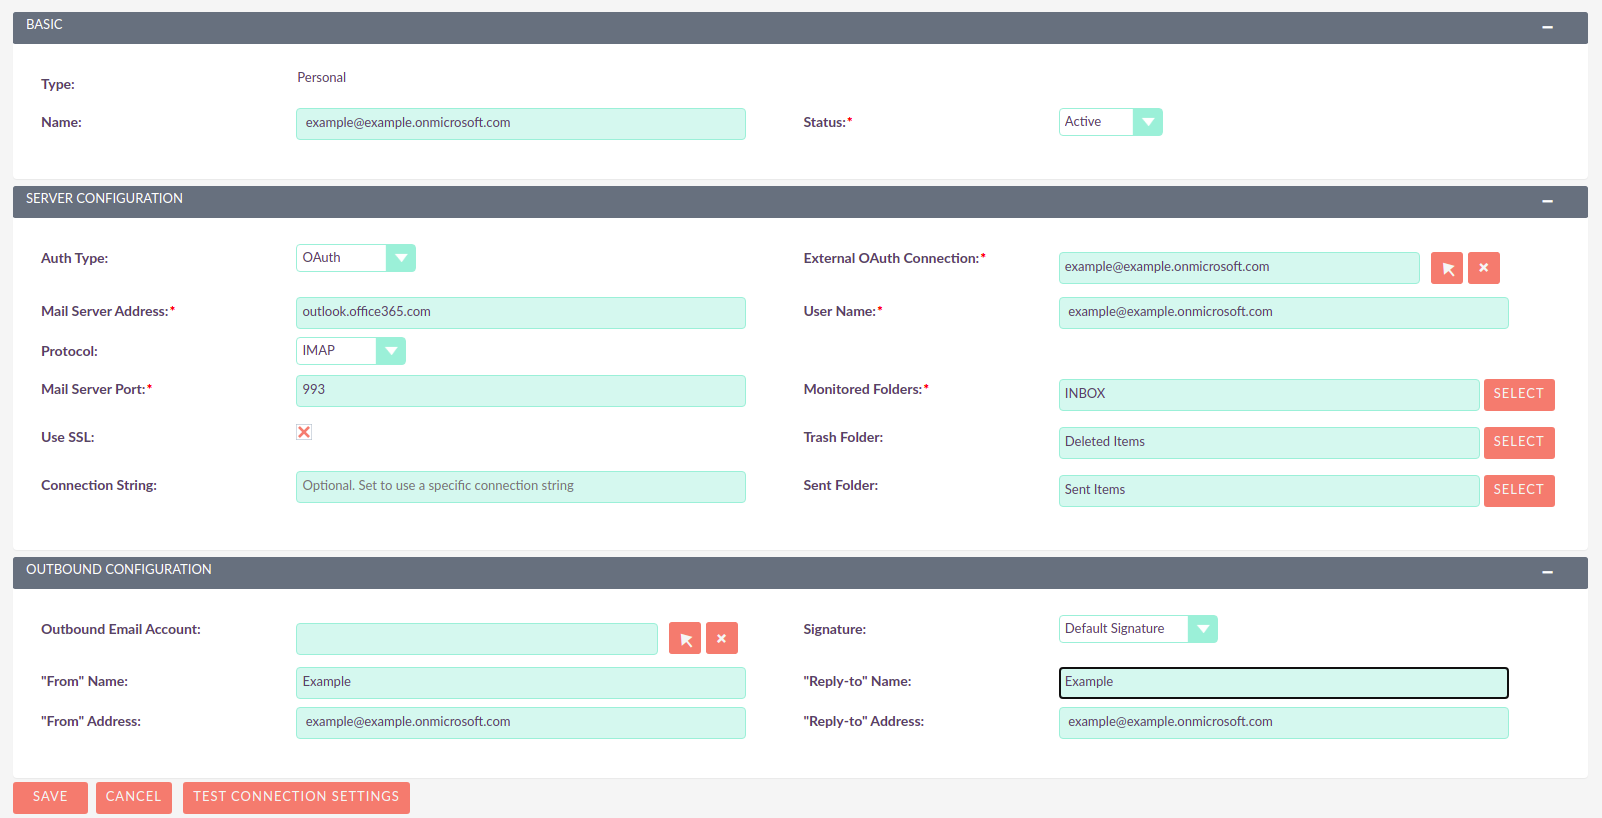 BASIC
Type: Personal
Name: example@example.onmicrosoft.com Status:* Active
SERVER CONFIGURATION
Auth Type: OAuth External OAuth Connection:* example@example.onmicrosoft.com
Mail Server Address:* outlook.office365.com User Name:* example@example.onmicrosoft.com
Protocol: IMAP
Mail Server Port:* 993 Monitored Folders:* INBOX SELECT
Use SSL: Trash Folder: Deleted Items SELECT
Connection String: Optional. Set to use a specific connection string Sent Folder: Sent Items SELECT
OUTBOUND CONFIGURATION
Outbound Email Account: Signature: Default Signature
"From" Name: Example "Reply-to" Name: Example
"From" Address: example@example.onmicrosoft.com "Reply-to" Address: example@example.onmicrosoft.com
SAVE CANCEL TEST CONNECTION SETTINGS